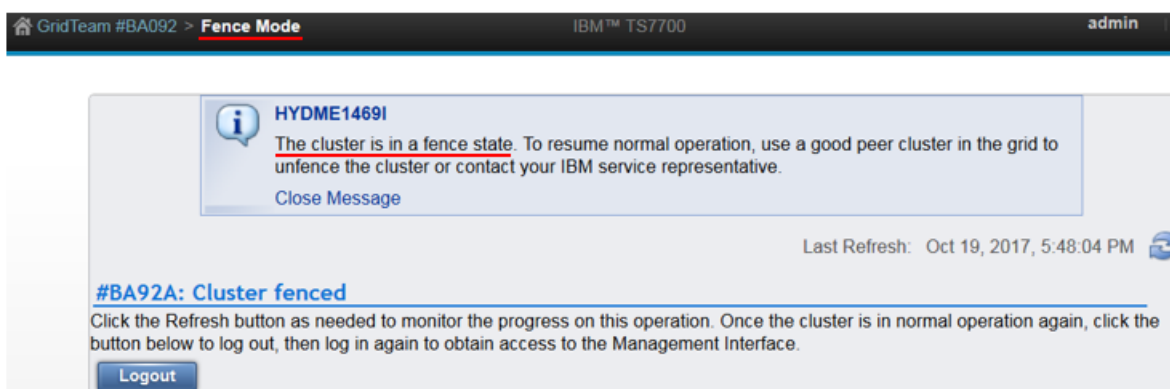 GridTeam #BA092 > Fence Mode IBM™ TS7700 admin
HYDME1469I
The cluster is in a fence state. To resume normal operation, use a good peer cluster in the grid to
unfence the cluster or contact your IBM service representative.
Close Message
Last Refresh: Oct 19, 2017, 5:48:04 PM
#BA92A: Cluster fenced
Click the Refresh button as needed to monitor the progress on this operation. Once the cluster is in normal operation again, click the
button below to log out, then log in again to obtain access to the Management Interface.
Logout